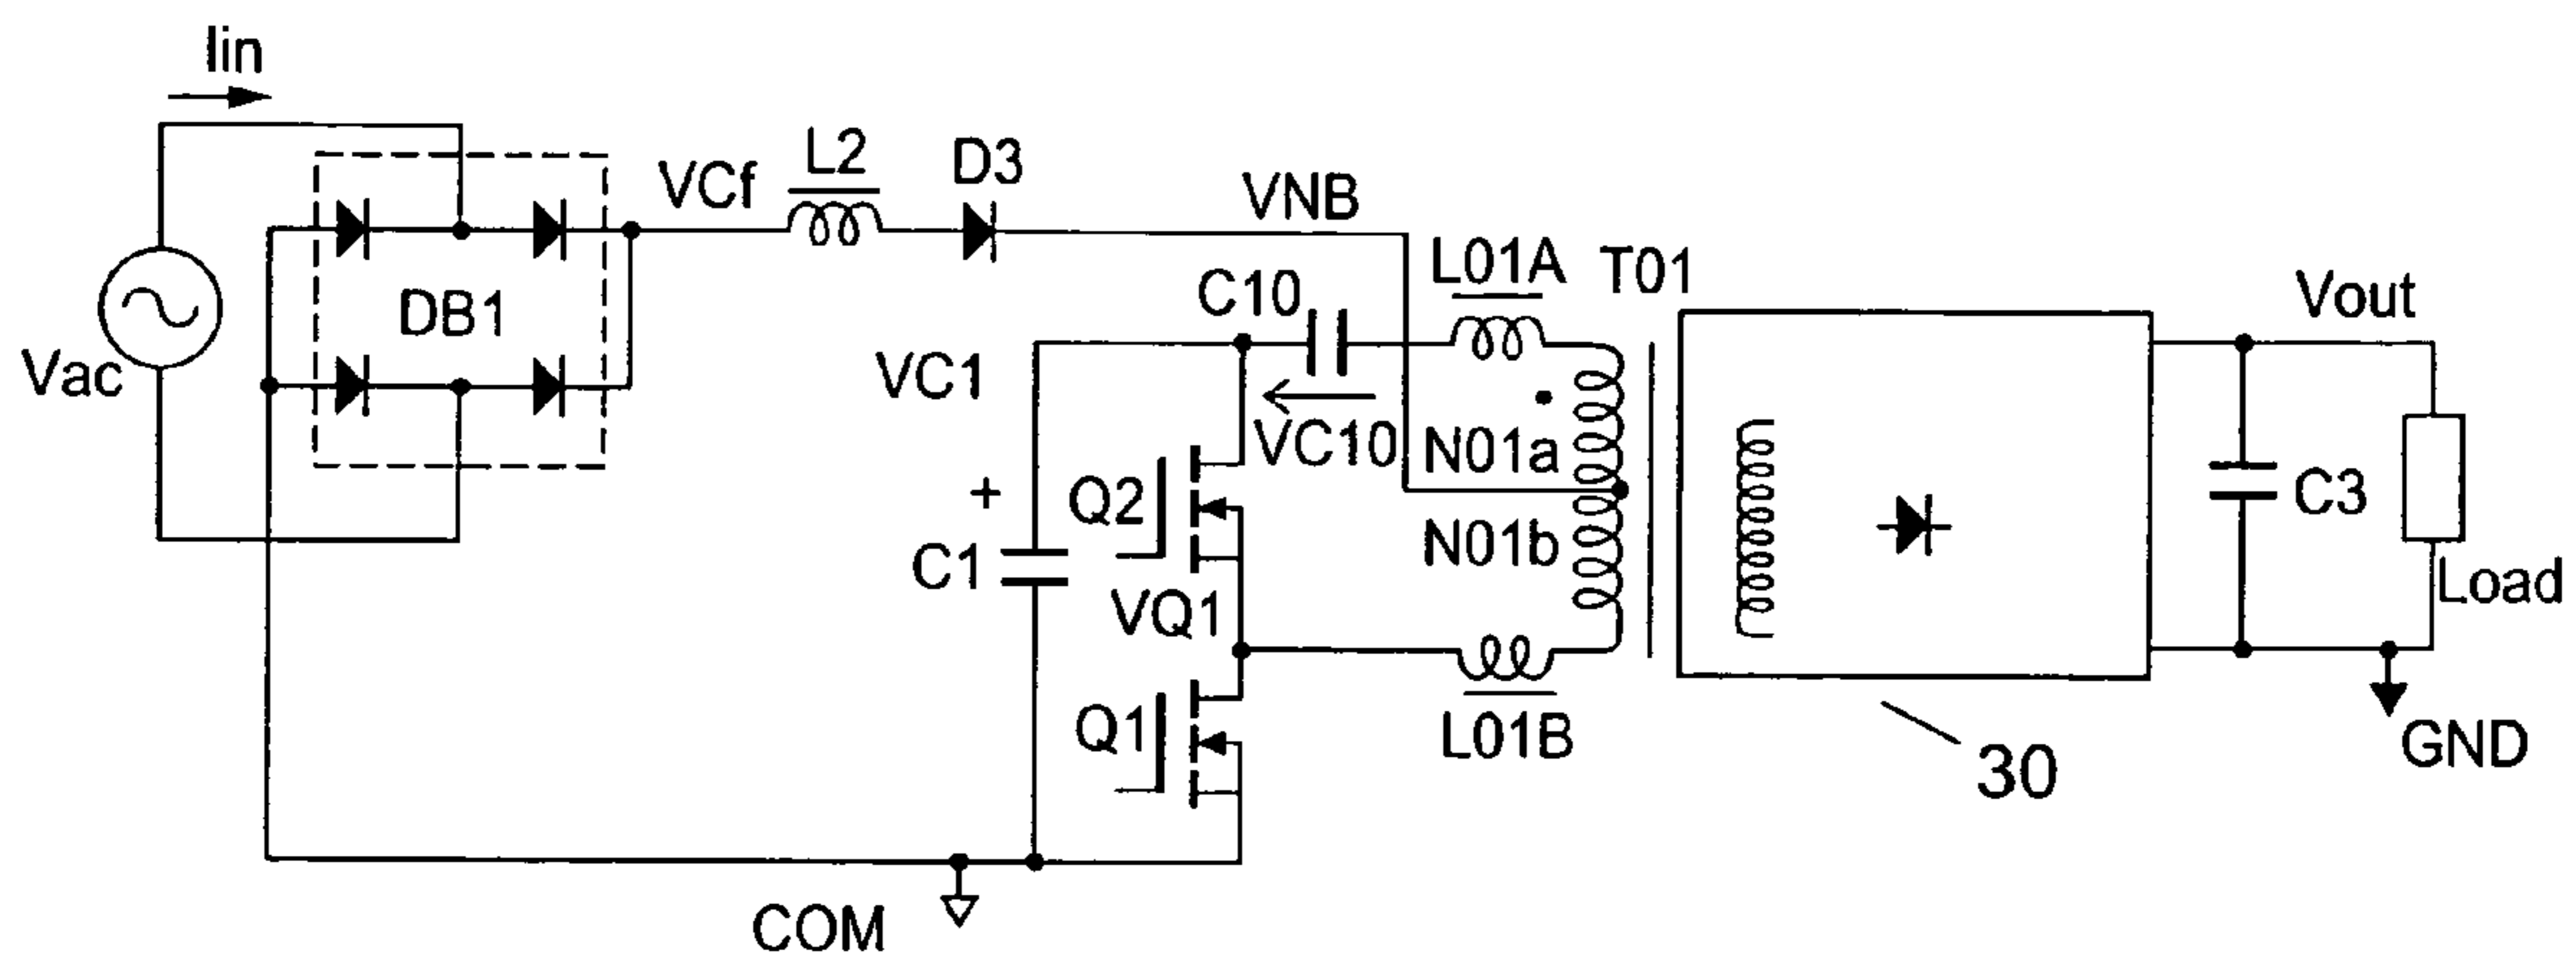 Iin
L2
D3
VCf
VNB
L01A
T01
C10
Vout
DB1
Vac
VC1
VC10
N01a
+
Q2
C3
N01b
C1
VQ1
Load
Q1
L01B
GND
30
COM